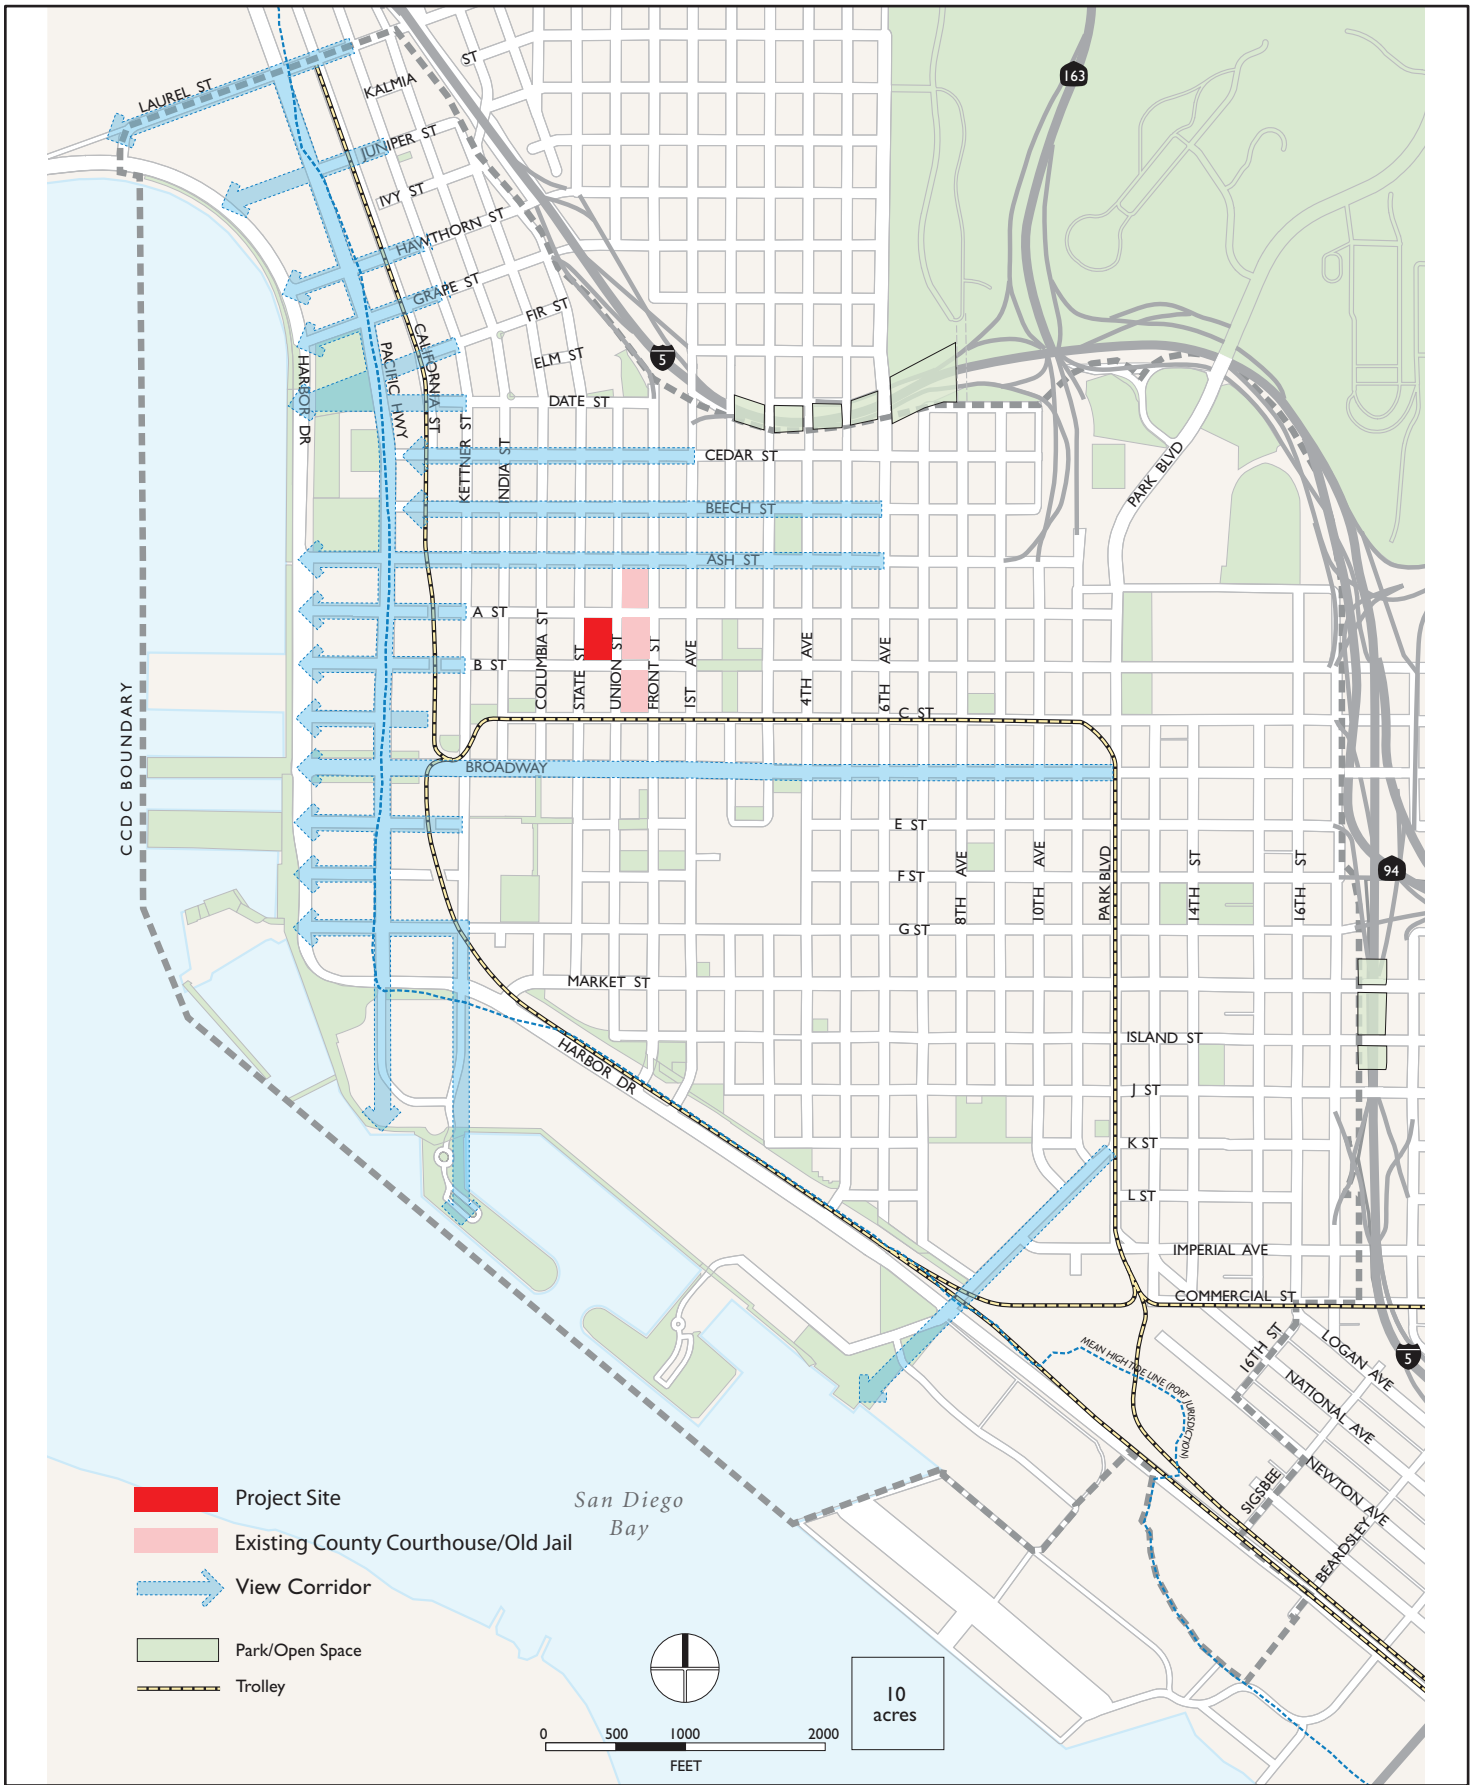 LAUREL ST
KALMIA ST
JUNIPER ST
IVY ST
HAWTHORN ST
GRAPE ST
FIR ST
ELM ST
DATE ST
163
5
HARBOR DR
PACIFIC HWY
CALIFORNIA ST
KETTNER ST
INDIA ST
CEDAR ST
BEECH ST
ASH ST
PARK BLVD
A ST
B ST
COLUMBIA ST
STATE ST
UNION ST
FRONT ST
1ST AVE
4TH AVE
6TH AVE
C ST
CCDC BOUNDARY
BROADWAY
E ST
F ST
G ST
8TH AVE
10TH AVE
PARK BLVD
14TH ST
16TH ST
94
MARKET ST
HARBOR DR
ISLAND ST
J ST
K ST
L ST
IMPERIAL AVE
COMMERCIAL ST
MEAN HIGH TIDE LINE (PORT JURISDICTION)
16TH ST
LOGAN AVE
5
NATIONAL AVE
NEWTON AVE
SIGSBEE
BEARDSLEY
San Diego
Bay
Project Site
Existing County Courthouse/Old Jail
View Corridor
Park/Open Space
Trolley
10
acres
0 500 1000 2000
FEET